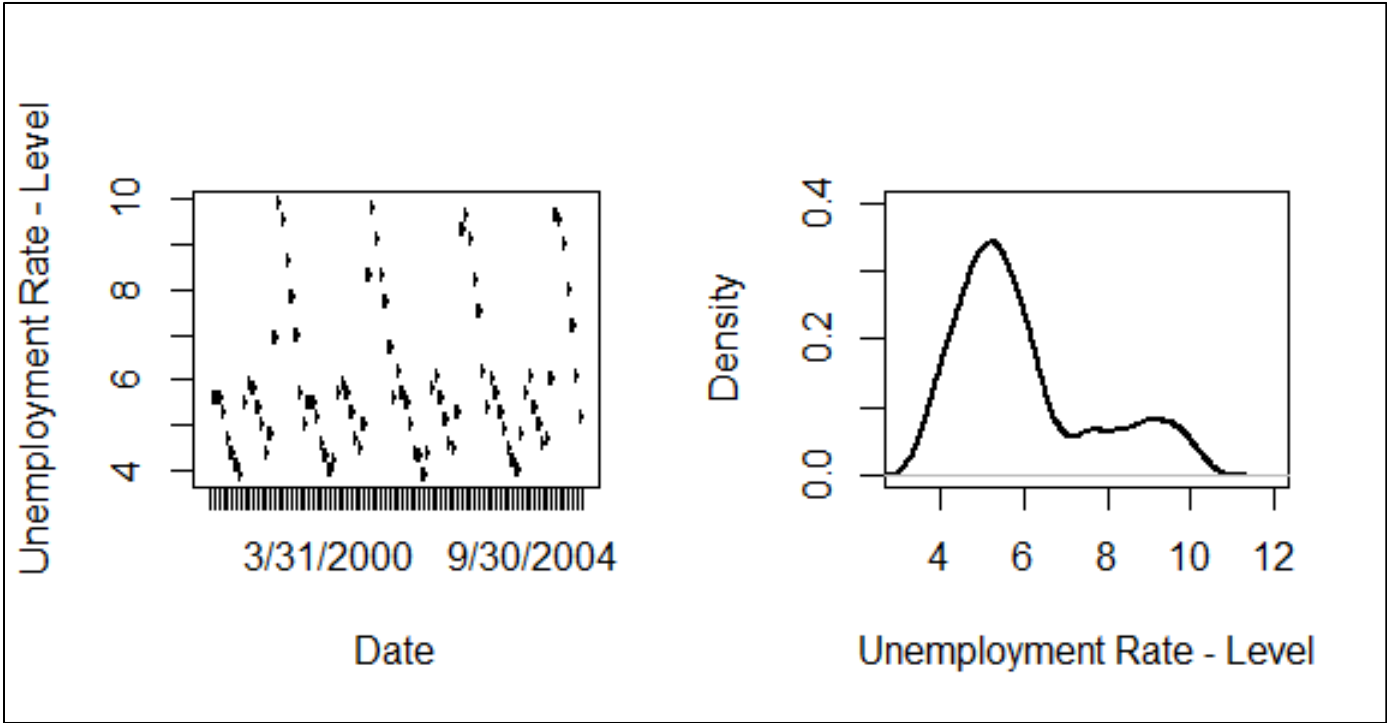 Unemployment Rate - Level
10
8
6
4
3/31/2000 9/30/2004
Date
Density
0.4
0.2
0.0
4 6 8 10 12
Unemployment Rate - Level